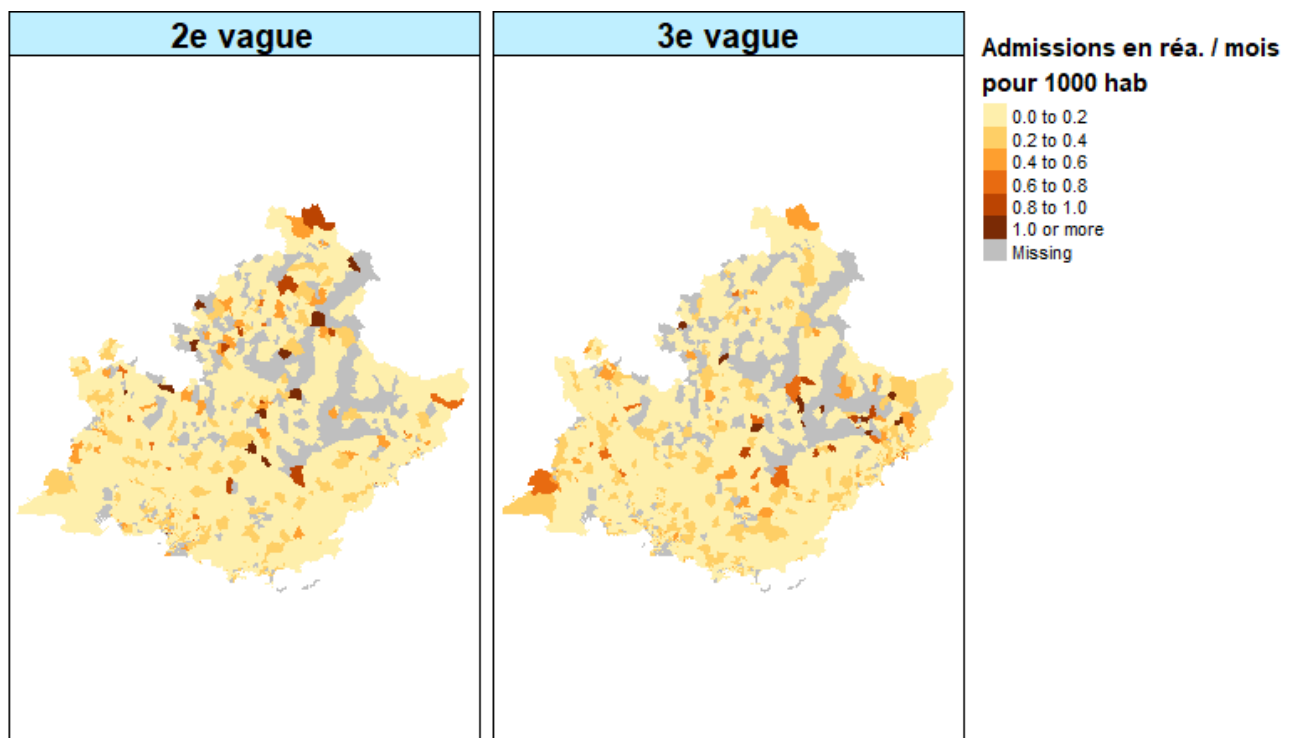 2e vague
3e vague
Admissions en réa. / mois
pour 1000 hab
0.0 to 0.2
0.2 to 0.4
0.4 to 0.6
0.6 to 0.8
0.8 to 1.0
1.0 or more
Missing